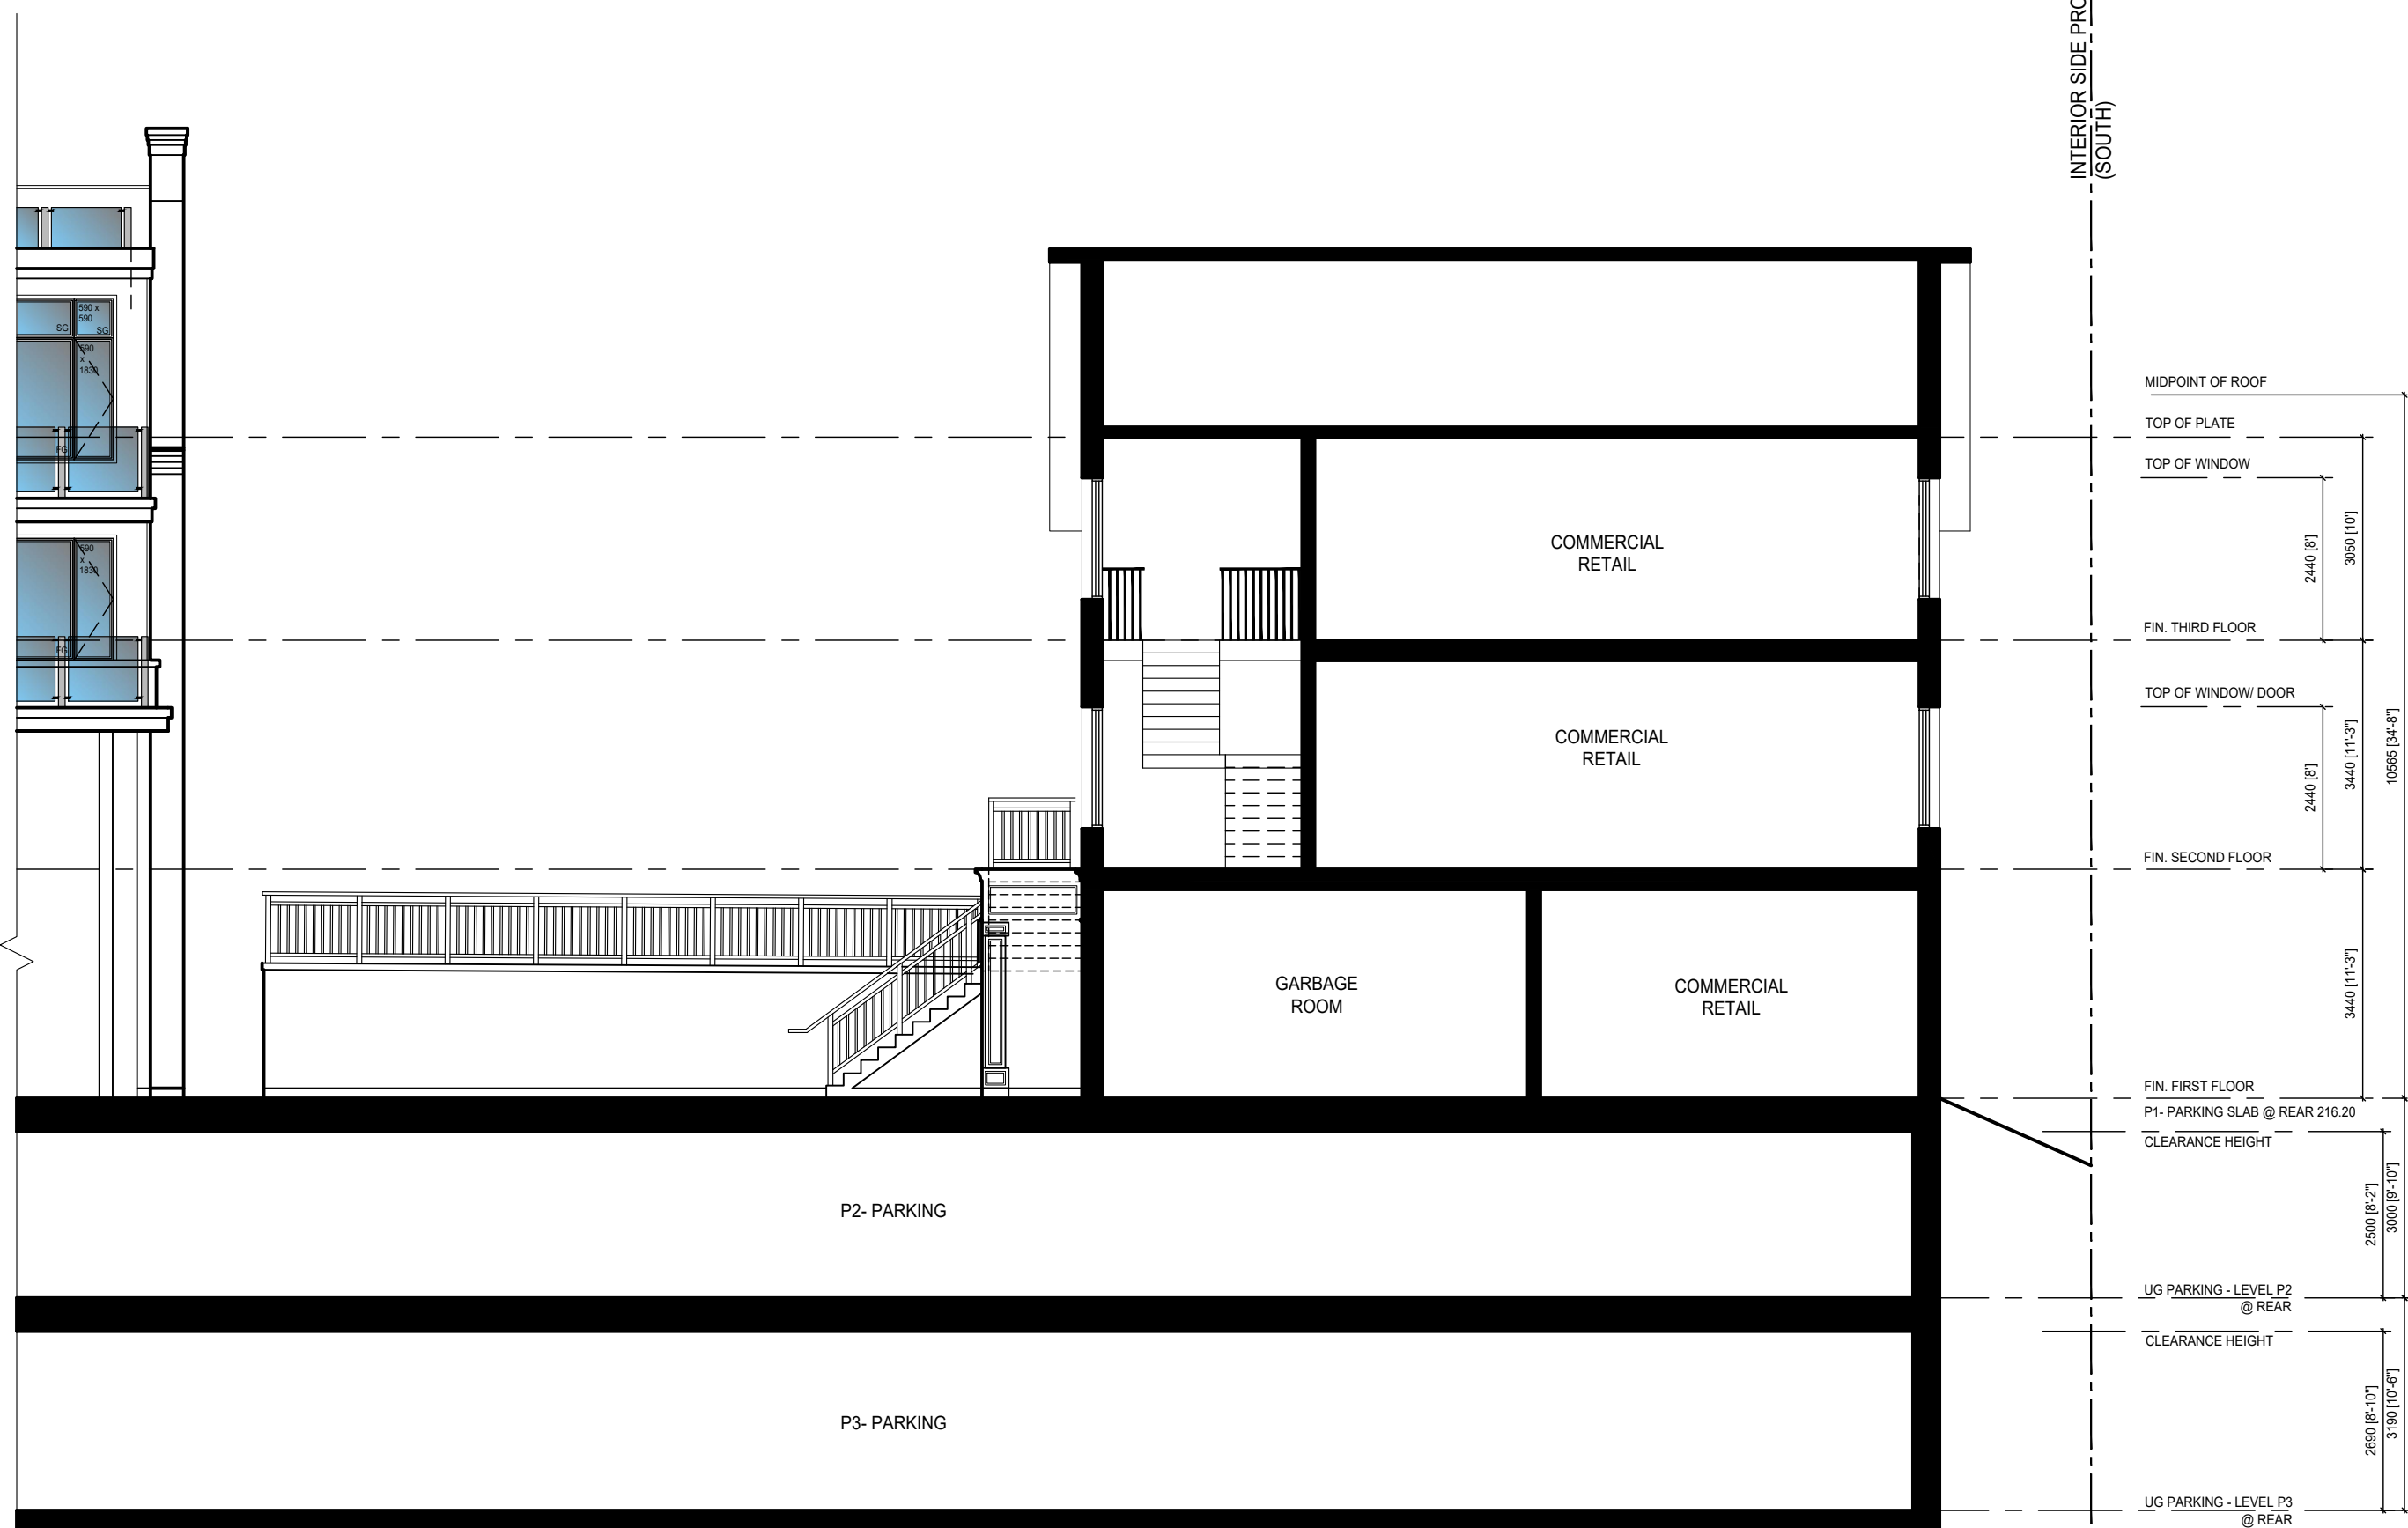 INTERIOR SIDE PRO
(SOUTH)
590 x
590
SG
SG
590
x
1830
FG
590
x
1830
FG
MIDPOINT OF ROOF
TOP OF PLATE
TOP OF WINDOW
2440 [8']
3050 [10']
COMMERCIAL
RETAIL
FIN. THIRD FLOOR
TOP OF WINDOW/ DOOR
COMMERCIAL
RETAIL
2440 [8']
3440 [11'-3"]
10565 [34'-8"]
FIN. SECOND FLOOR
GARBAGE
ROOM
COMMERCIAL
RETAIL
3440 [11'-3"]
FIN. FIRST FLOOR
P1- PARKING SLAB @ REAR 216.20
CLEARANCE HEIGHT
P2- PARKING
2500 [8'-2"]
3000 [9'-10"]
UG PARKING - LEVEL P2
@ REAR
CLEARANCE HEIGHT
P3- PARKING
2690 [8'-10"]
3190 [10'-6"]
UG PARKING - LEVEL P3
@ REAR